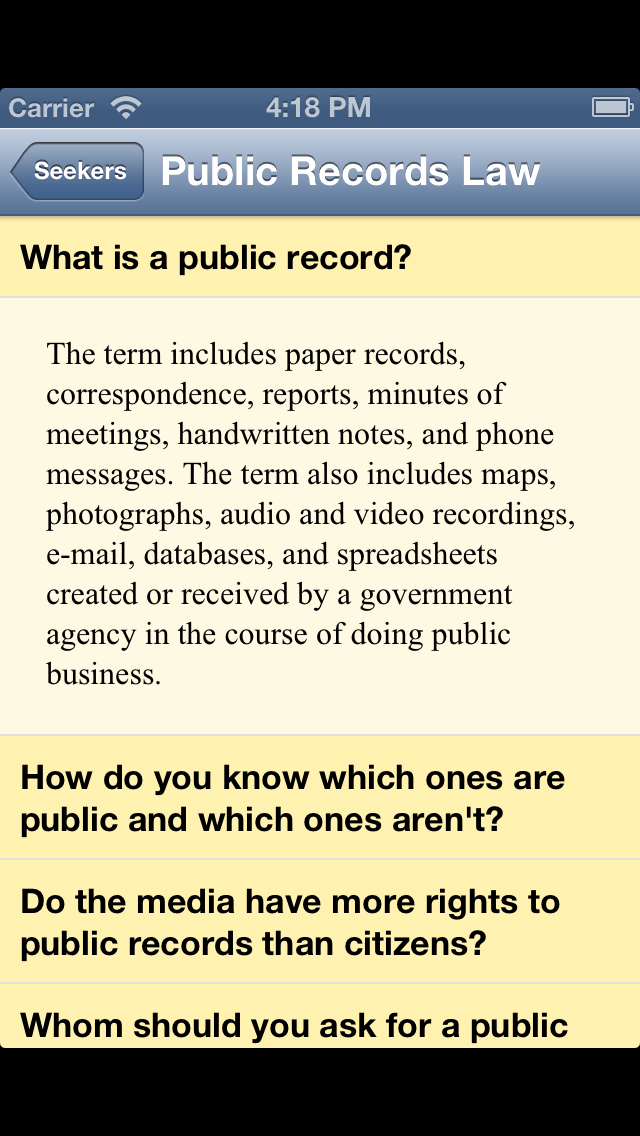 Carrier 4:18 PM
Seekers Public Records Law
What is a public record?
The term includes paper records,
correspondence, reports, minutes of
meetings, handwritten notes, and phone
messages. The term also includes maps,
photographs, audio and video recordings,
e-mail, databases, and spreadsheets
created or received by a government
agency in the course of doing public
business.
How do you know which ones are
public and which ones aren't?
Do the media have more rights to
public records than citizens?
Whom should you ask for a public